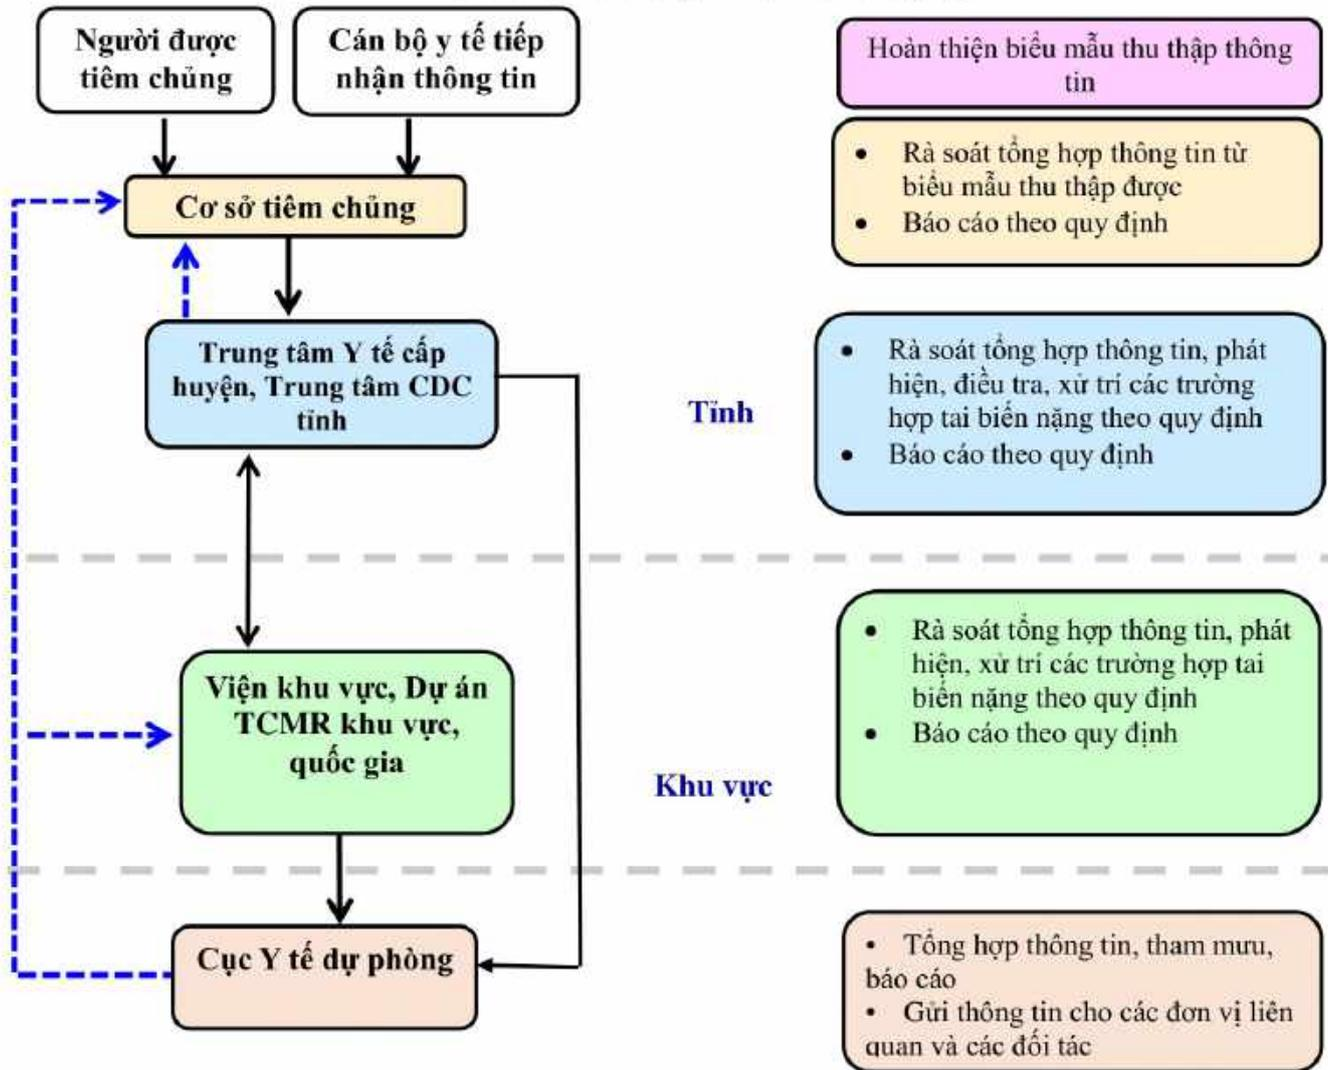 Người được
tiêm chủng
Cán bộ y tế tiếp
nhận thông tin
Hoàn thiện biểu mẫu thu thập thông
tin
Cơ sở tiêm chủng
• Rà soát tổng hợp thông tin từ
biểu mẫu thu thập được
• Báo cáo theo quy định
Trung tâm Y tế cấp
huyện, Trung tâm CDC
tỉnh
Tỉnh
• Rà soát tổng hợp thông tin, phát
hiện, điều tra, xử trí các trường
hợp tai biến nặng theo quy định
• Báo cáo theo quy định
Viện khu vực, Dự án
TCMR khu vực,
quốc gia
Khu vực
• Rà soát tổng hợp thông tin, phát
hiện, xử trí các trường hợp tai
biến nặng theo quy định
• Báo cáo theo quy định
Cục Y tế dự phòng
• Tổng hợp thông tin, tham mưu,
báo cáo
• Gửi thông tin cho các đơn vị liên
quan và các đối tác